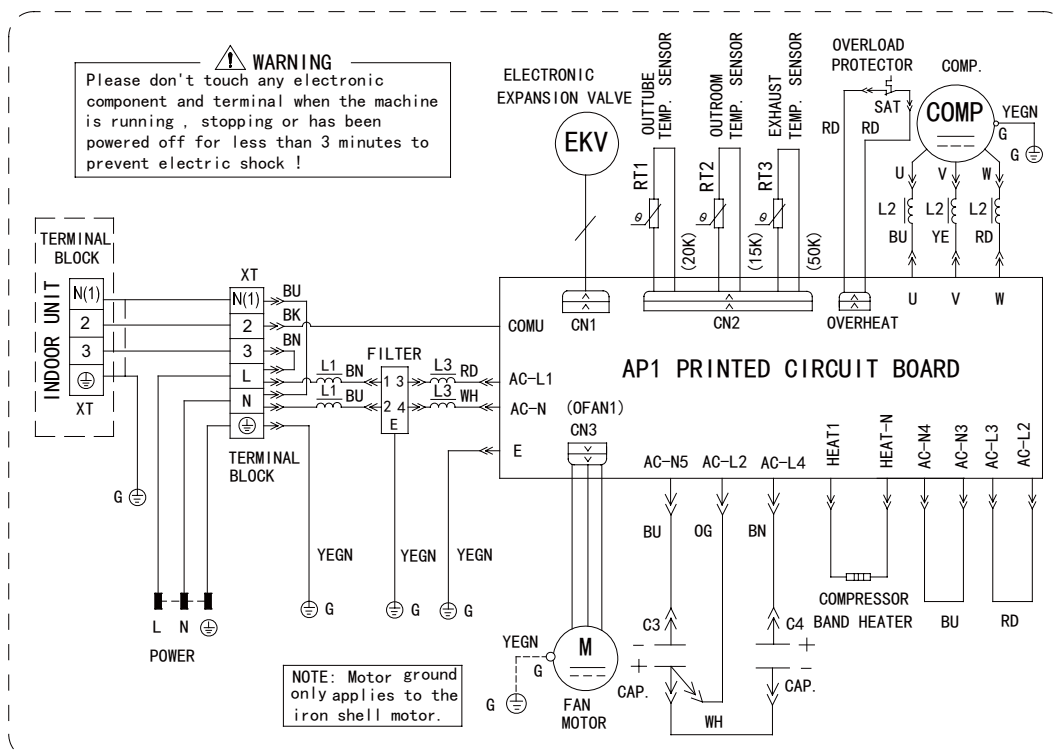 WARNING
Please don't touch any electronic
component and terminal when the machine
is running , stopping or has been
powered off for less than 3 minutes to
prevent electric shock !
ELECTRONIC
EXPANSION VALVE
EKV
OUTTUBE
TEMP. SENSOR
OUTROOM
TEMP. SENSOR
EXHAUST
TEMP. SENSOR
RT1
RT2
RT3
θ
θ
θ
(20K)
(15K)
(50K)
OVERLOAD
PROTECTOR
SAT
RD
RD
COMP.
COMP
YEGN
G
G
U
V
W
L2
L2
L2
BU
YE
RD
INDOOR UNIT
TERMINAL
BLOCK
N(1)
2
3
XT
G
XT
N(1)
2
3
L
N
TERMINAL
BLOCK
BU
BK
BN
L1
BN
L1
BU
FILTER
1 3
2 4
E
L3
RD
L3
WH
YEGN
G
YEGN
G
YEGN
G
L
N
POWER
AP1 PRINTED CIRCUIT BOARD
CN1
CN2
OVERHEAT
U
V
W
COMU
AC-L1
AC-N
E
(OFAN1)
CN3
AC-N5
AC-L2
AC-L4
HEAT1
HEAT-N
AC-N4
AC-N3
AC-L3
AC-L2
BU
OG
BN
C3
-
+
CAP.
C4
+
-
CAP.
WH
COMPRESSOR
BAND HEATER
BU
RD
M
FAN
MOTOR
YEGN
G
G
NOTE: Motor ground
only applies to the
iron shell motor.